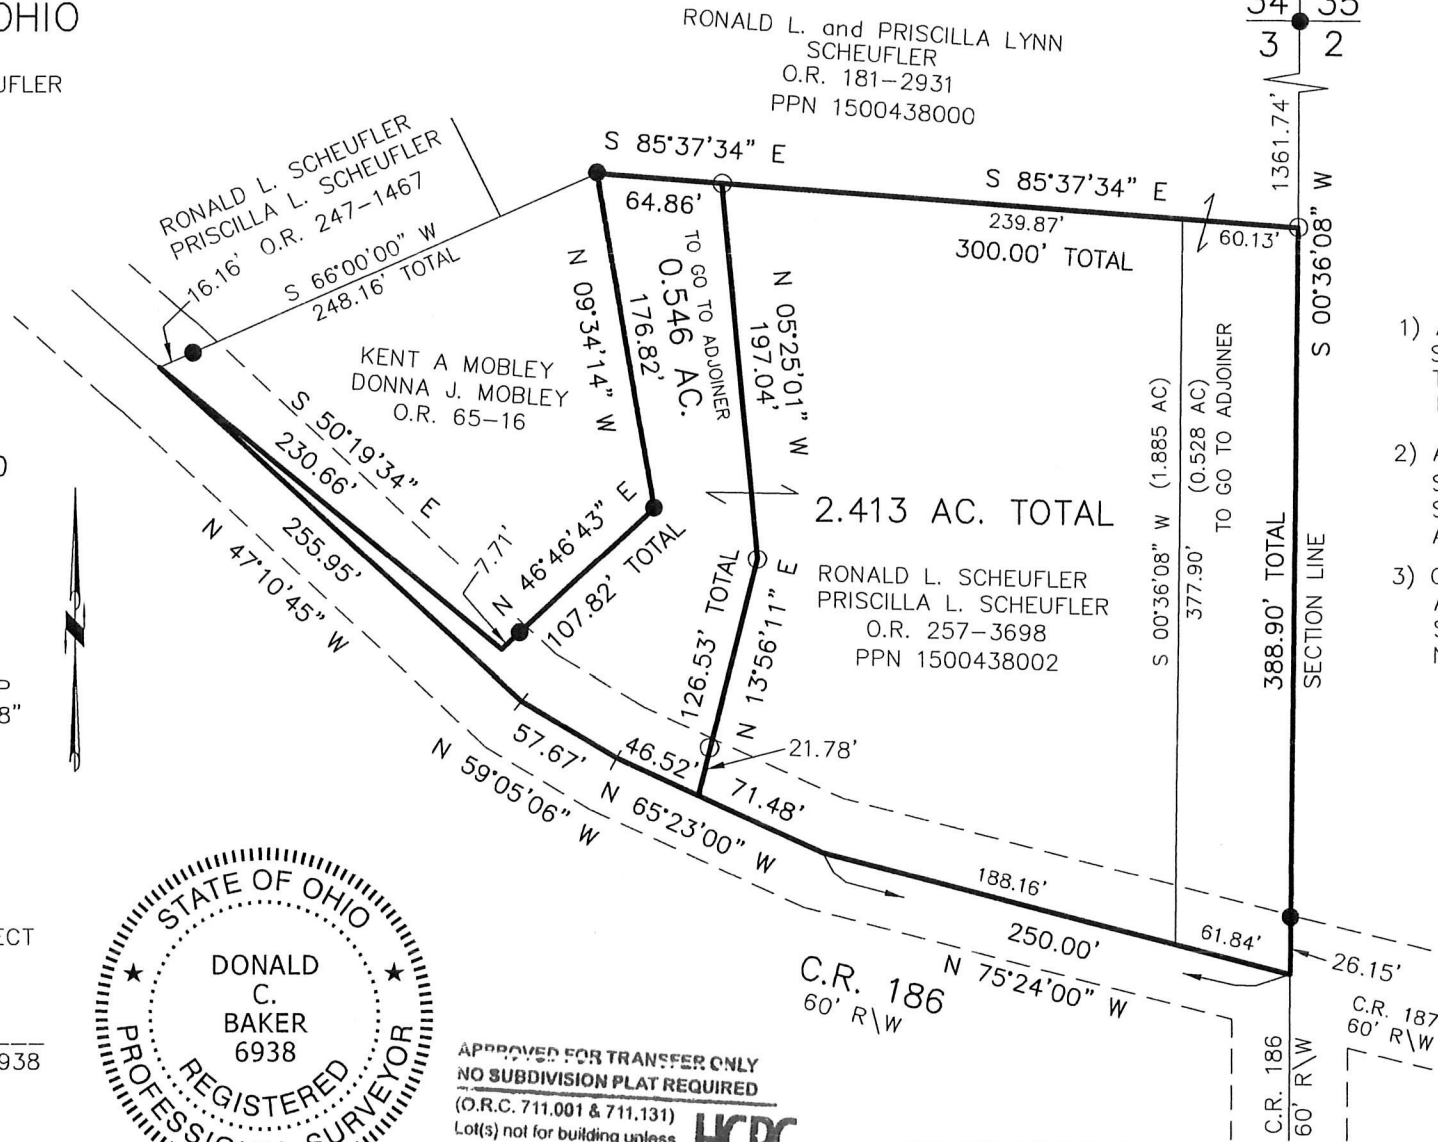 OHIO
34 35
3 2
RONALD L. and PRISCILLA LYNN
SCHEUFLER
O.R. 181-2931
PPN 1500438000
1361.74'
RONALD L. SCHEUFLER
PRISCILLA L. SCHEUFLER
O.R. 247-1467
16.16'
S 66°00'00" W
248.16' TOTAL
S 85°37'34" E
64.86'
S 85°37'34" E
239.87'
60.13'
300.00' TOTAL
S 00°36'08" W
KENT A MOBLEY
DONNA J. MOBLEY
O.R. 65-16
N 09°34'14" W
176.82'
TO GO TO ADJOINER
0.546 AC.
N 05°25'01" W
197.04'
S 50°19'34" E
230.66'
255.95'
N 47°10'45" W
7.71'
N 46°46'43" E
107.82' TOTAL
2.413 AC. TOTAL
RONALD L. SCHEUFLER
PRISCILLA L. SCHEUFLER
O.R. 257-3698
PPN 1500438002
126.53' TOTAL
N 13°56'11" E
21.78'
S 00°36'08" W (1.885 AC)
377.90' (0.528 AC)
TO GO TO ADJOINER
388.90' TOTAL
SECTION LINE
1)
2)
3)
57.67'
N 59°05'06" W
46.52'
71.48'
N 65°23'00" W
188.16'
61.84'
250.00'
N 75°24'00" W
26.15'
C.R. 186
60' R\W
C.R. 187
60' R\W
C.R. 186
60' R\W
8"
STATE OF OHIO
DONALD
C.
BAKER
6938
REGISTERED
PROFESSIONAL SURVEYOR
APPROVED FOR TRANSFER ONLY
NO SUBDIVISION PLAT REQUIRED
(O.R.C. 711.001 & 711.131)
Lot(s) not for building unless
HCPC